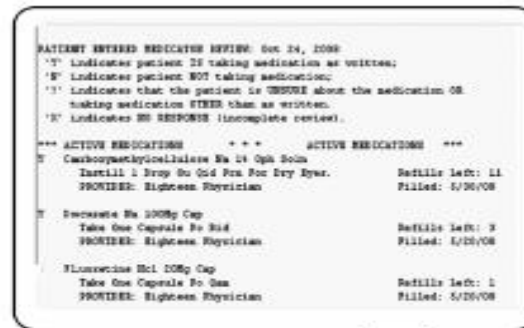 PATIENT ENTERED MEDICATION REVIEW: Oct 24, 2008
'Y' indicates patient IS taking medication as written;
'N' indicates patient NOT taking medication;
'?' indicates that the patient is UNSURE about the medication OR
taking medication OTHER than as written.
'X' indicates NO RESPONSE (incomplete review).
*** ACTIVE MEDICATIONS * * * ACTIVE MEDICATIONS ***
Y Carboxymethylcellulose Na 1% Oph Soln
Instill 1 Drop Ou Qid Prn For Dry Eyes. Refills Left: 11
PROVIDER: Eighteen Physician Filled: 5/30/08
Y Docusate Na 100Mg Cap
Take One Capsule Po Bid Refills Left: 3
PROVIDER: Eighteen Physician Filled: 5/20/08
Fluoxetine Hcl 20Mg Cap
Take One Capsule Po Qam Refills Left: 1
PROVIDER: Eighteen Physician Filled: 5/20/08